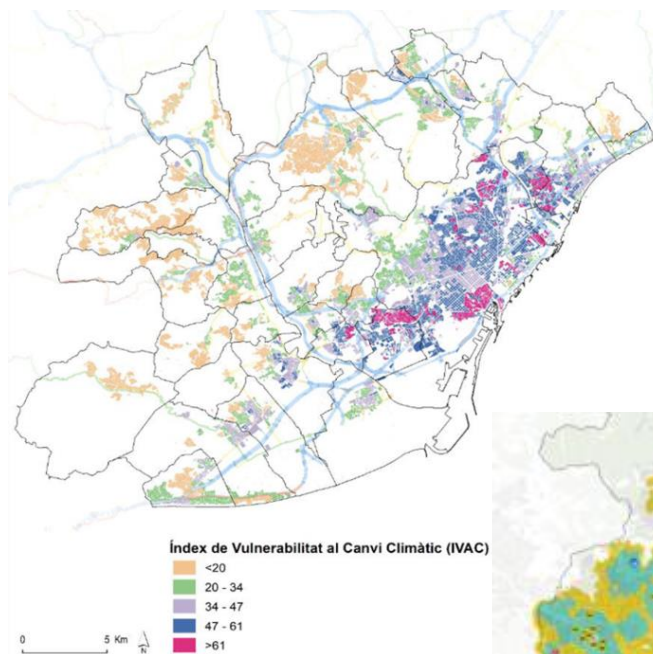 Índex de Vulnerabilitat al Canvi Climàtic (IVAC)
<20
20 - 34
34 - 47
47 - 61
>61
0 5 Km
N